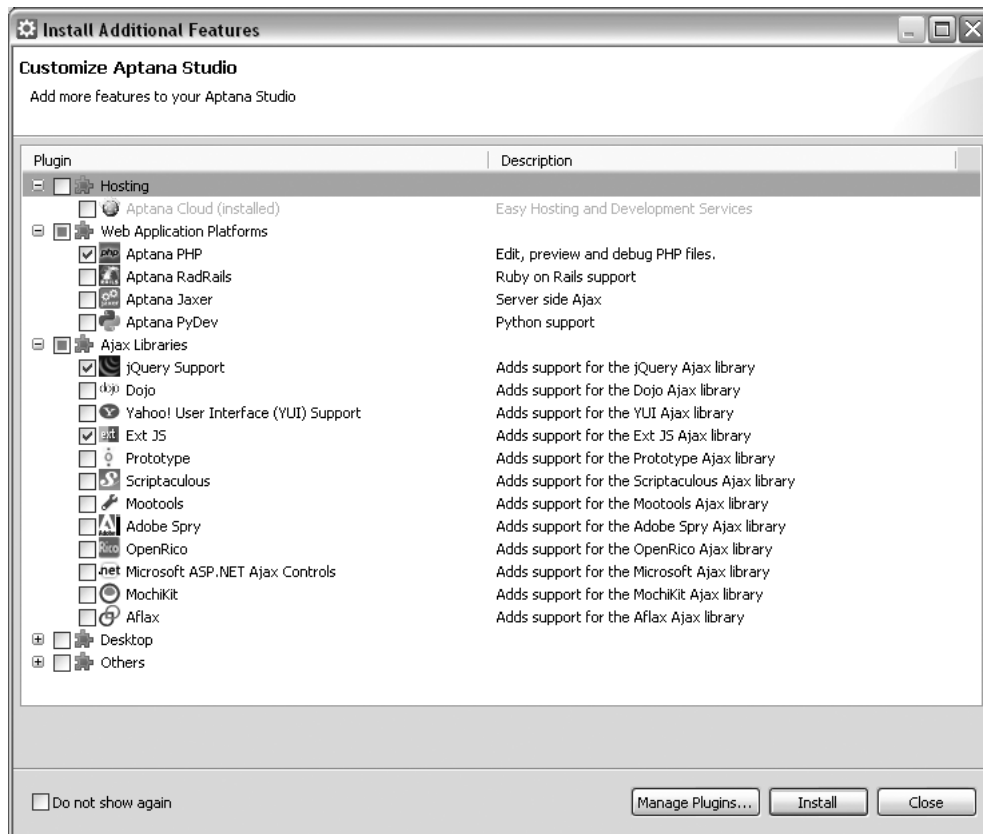 Install Additional Features
Customize Aptana Studio
Add more features to your Aptana Studio
Plugin Description
Hosting
Aptana Cloud (installed) Easy Hosting and Development Services
Web Application Platforms
php Aptana PHP Edit, preview and debug PHP files.
Aptana RadRails Ruby on Rails support
Aptana Jaxer Server side Ajax
Aptana PyDev Python support
Ajax Libraries
jQuery Support Adds support for the jQuery Ajax library
dojo Dojo Adds support for the Dojo Ajax library
Yahoo! User Interface (YUI) Support Adds support for the YUI Ajax library
ext Ext JS Adds support for the Ext JS Ajax library
Prototype Adds support for the Prototype Ajax library
Scriptaculous Adds support for the Scriptaculous Ajax library
Mootools Adds support for the Mootools Ajax library
Adobe Spry Adds support for the Adobe Spry Ajax library
Rico OpenRico Adds support for the OpenRico Ajax library
.net Microsoft ASP.NET Ajax Controls Adds support for the Microsoft Ajax library
MochiKit Adds support for the MochiKit Ajax library
Aflax Adds support for the Aflax Ajax library
Desktop
Others
Do not show again Manage Plugins... Install Close